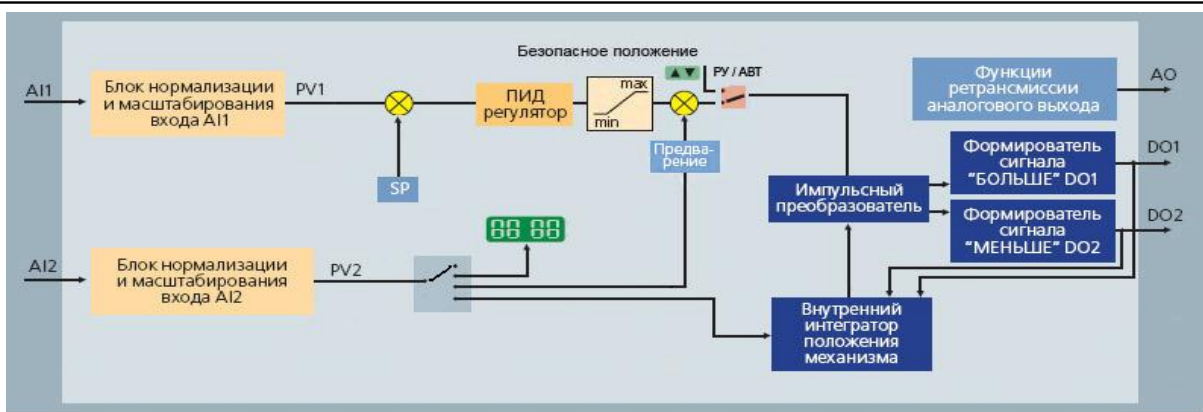 Безопасное положение
РУ / АВТ
AI1
Блок нормализации
и масштабирования
входа AI1
PV1
ПИД
регулятор
max
min
Функции
ретрансмиссии
аналогового выхода
AO
Предва-
рение
SP
Импульсный
преобразователь
Формирователь
сигнала
"БОЛЬШЕ" DO1
DO1
Формирователь
сигнала
"МЕНЬШЕ" DO2
DO2
88 88
AI2
Блок нормализации
и масштабирования
входа AI2
PV2
Внутренний
интегратор
положения
механизма